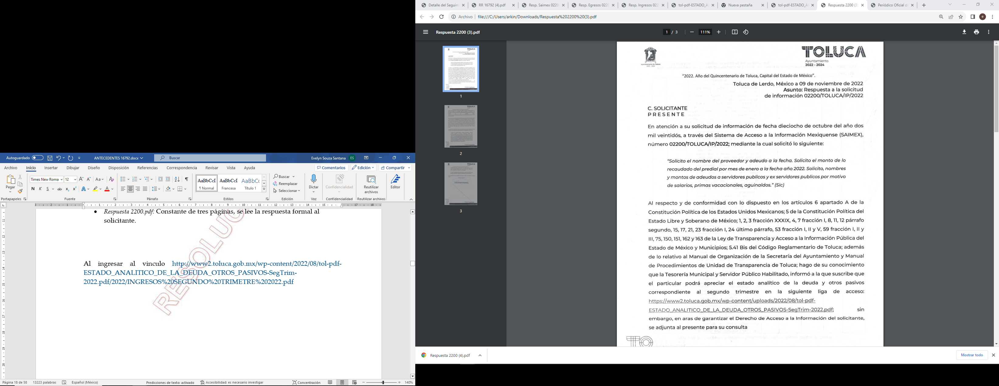 Autoguardado
ANTECEDENTES 16792.docx
Buscar
Evelyn Souza Santana
ES
Archivo
Inicio
Insertar
Dibujar
Diseño
Disposición
Referencias
Correspondencia
Revisar
Vista
Ayuda
Comentarios
Edición
Compartir
Pegar
Times New Roma
12
AaBbCcI
AaBbCcI
AaBbCc
¶ Normal
Francesa
Título 1
Buscar
Reemplazar
Seleccionar
Dictar
Confidencialidad
Reutilizar
archivos
Editor
Portapapeles
Fuente
Párrafo
Estilos
Edición
Voz
Confidencialidad
Reutilizar archivos
• Respuesta 2200.pdf: Constante de tres páginas, se lee la respuesta formal al
solicitante.
Al ingresar al vinculo http://www2.toluca.gob.mx/wp-content/2022/08/tol-pdf-
ESTADO_ANALITICO_DE_LA_DEUDA_OTROS_PASIVOS-SegTrim-
2022.pdf/2022/INGRESOS%20SEGUNDO%20TRIMETRE%202022.pdf
RESOLUC
Página 18 de 58
13223 palabras
Español (México)
Predicciones de texto: activado
Accesibilidad: es necesario investigar
Concentración
140%
Detalle del Seguim
RR 16792 (4).pdf
Resp. Saimex 0220
Resp. Egresos 022
Resp. Ingresos 022
tol-pdf-ESTADO_A
Nueva pestaña
tol-pdf-ESTADO_A
Respuesta 2200 (3
Periódico Oficial d
Archivo
file:///C:/Users/arkin/Downloads/Respuesta%202200%20(3).pdf
e
Respuesta 2200 (3).pdf
1 / 3
111%
1
2
3
Ayuntamiento de Toluca
TOLUCA
Ayuntamiento
2022 - 2024
“2022. Año del Quincentenario de Toluca, Capital del Estado de México”.
Toluca de Lerdo, México a 09 de noviembre de 2022
Asunto: Respuesta a la solicitud
de información 02200/TOLUCA/IP/2022
C. SOLICITANTE
P R E S E N T E
En atención a su solicitud de información de fecha dieciocho de octubre del año dos
mil veintidós, a través del Sistema de Acceso a la Información Mexiquense (SAIMEX),
número 02200/TOLUCA/IP/2022; mediante la cual solicitó lo siguiente:
“Solicito el nombre del proveedor y adeudo a la fecha. Solicito el monto de lo
recaudado del predial por mes de enero a la fecha año 2022. Solicito, nombres
y montos de adeudos a servidores publicos y ex servidores publicos por motivo
de salarios, primas vacacionales, aguinaldos.” (Sic)
Al respecto y de conformidad con lo dispuesto en los artículos 6 apartado A de la
Constitución Política de los Estados Unidos Mexicanos; 5 de la Constitución Política del
Estado Libre y Soberano de México; 1, 2, 3 fracción XXXIX, 4, 7 fracción I, 8, 11, 12 párrafo
segundo, 15, 17, 21, 23 fracción I, 24 último párrafo, 53 fracción I, II y V, 59 fracción I, II y
III, 75, 150, 151, 162 y 163 de la Ley de Transparencia y Acceso a la Información Pública del
Estado de México y Municipios; 5.41 Bis del Código Reglamentario de Toluca; además
de lo relativo al Manual de Organización de la Secretaría del Ayuntamiento y Manual
de Procedimientos de Unidad de Transparencia de Toluca; hago de su conocimiento
que la Tesorería Municipal y Servidor Público Habilitado, informó a la que suscribe que
el particular podrá apreciar el estado analítico de la deuda y otros pasivos
correspondiente al segundo trimestre en la siguiente liga de acceso:
https://www2.toluca.gob.mx/wp-content/uploads/2022/08/tol-pdf-
ESTADO_ANALITICO_DE_LA_DEUDA_OTROS_PASIVOS-SegTrim-2022.pdf; sin
embargo, en aras de garantizar el Derecho de Acceso a la Información del solicitante,
se adjunta al presente para su consulta
Respuesta 2200 (4).pdf
Mostrar todo